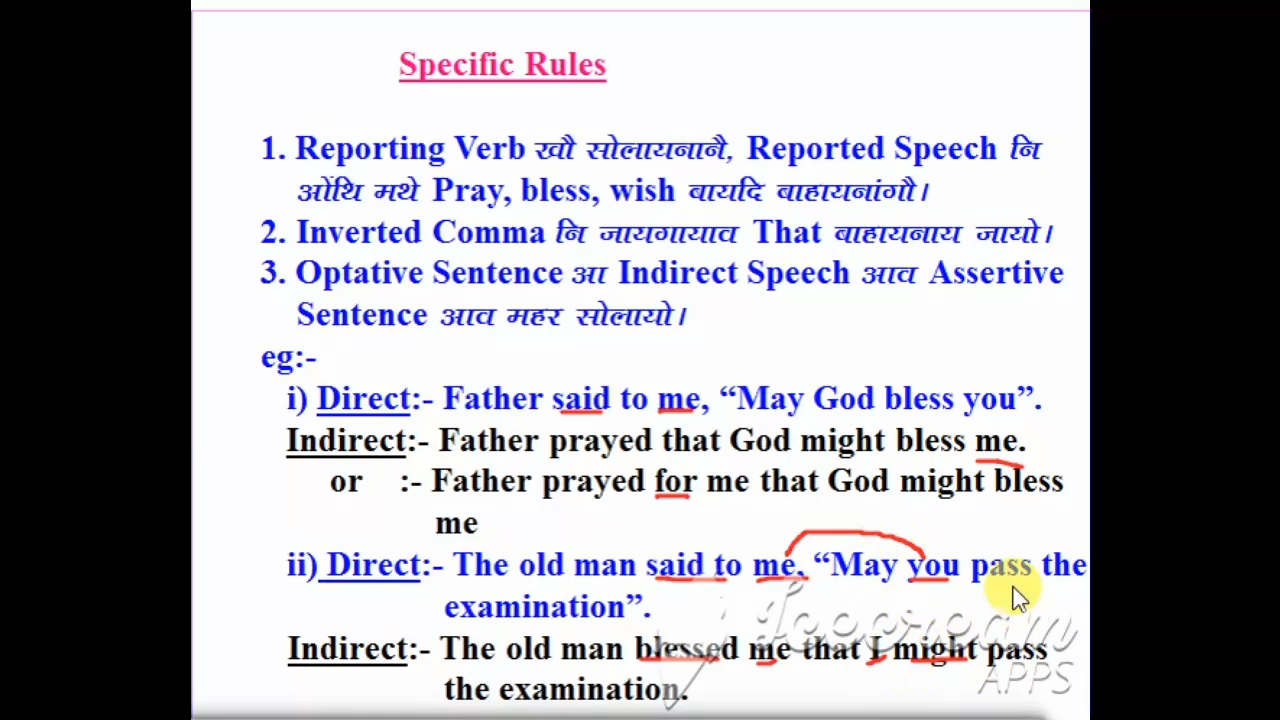 Specific Rules
1. Reporting Verb खौ सोलायनानै, Reported Speech नि
ओंथि मथे Pray, bless, wish बायदि बाहायनांगौ।
2. Inverted Comma नि जायगायाव That बाहायनाय जायो।
3. Optative Sentence आ Indirect Speech आव Assertive
Sentence आव महर सोलायो।
eg:-
i) Direct:- Father said to me, “May God bless you”.
Indirect:- Father prayed that God might bless me.
or :- Father prayed for me that God might bless
me
ii) Direct:- The old man said to me, “May you pass the
examination”.
Indirect:- The old man blessed me that I might pass
the examination.
APPS